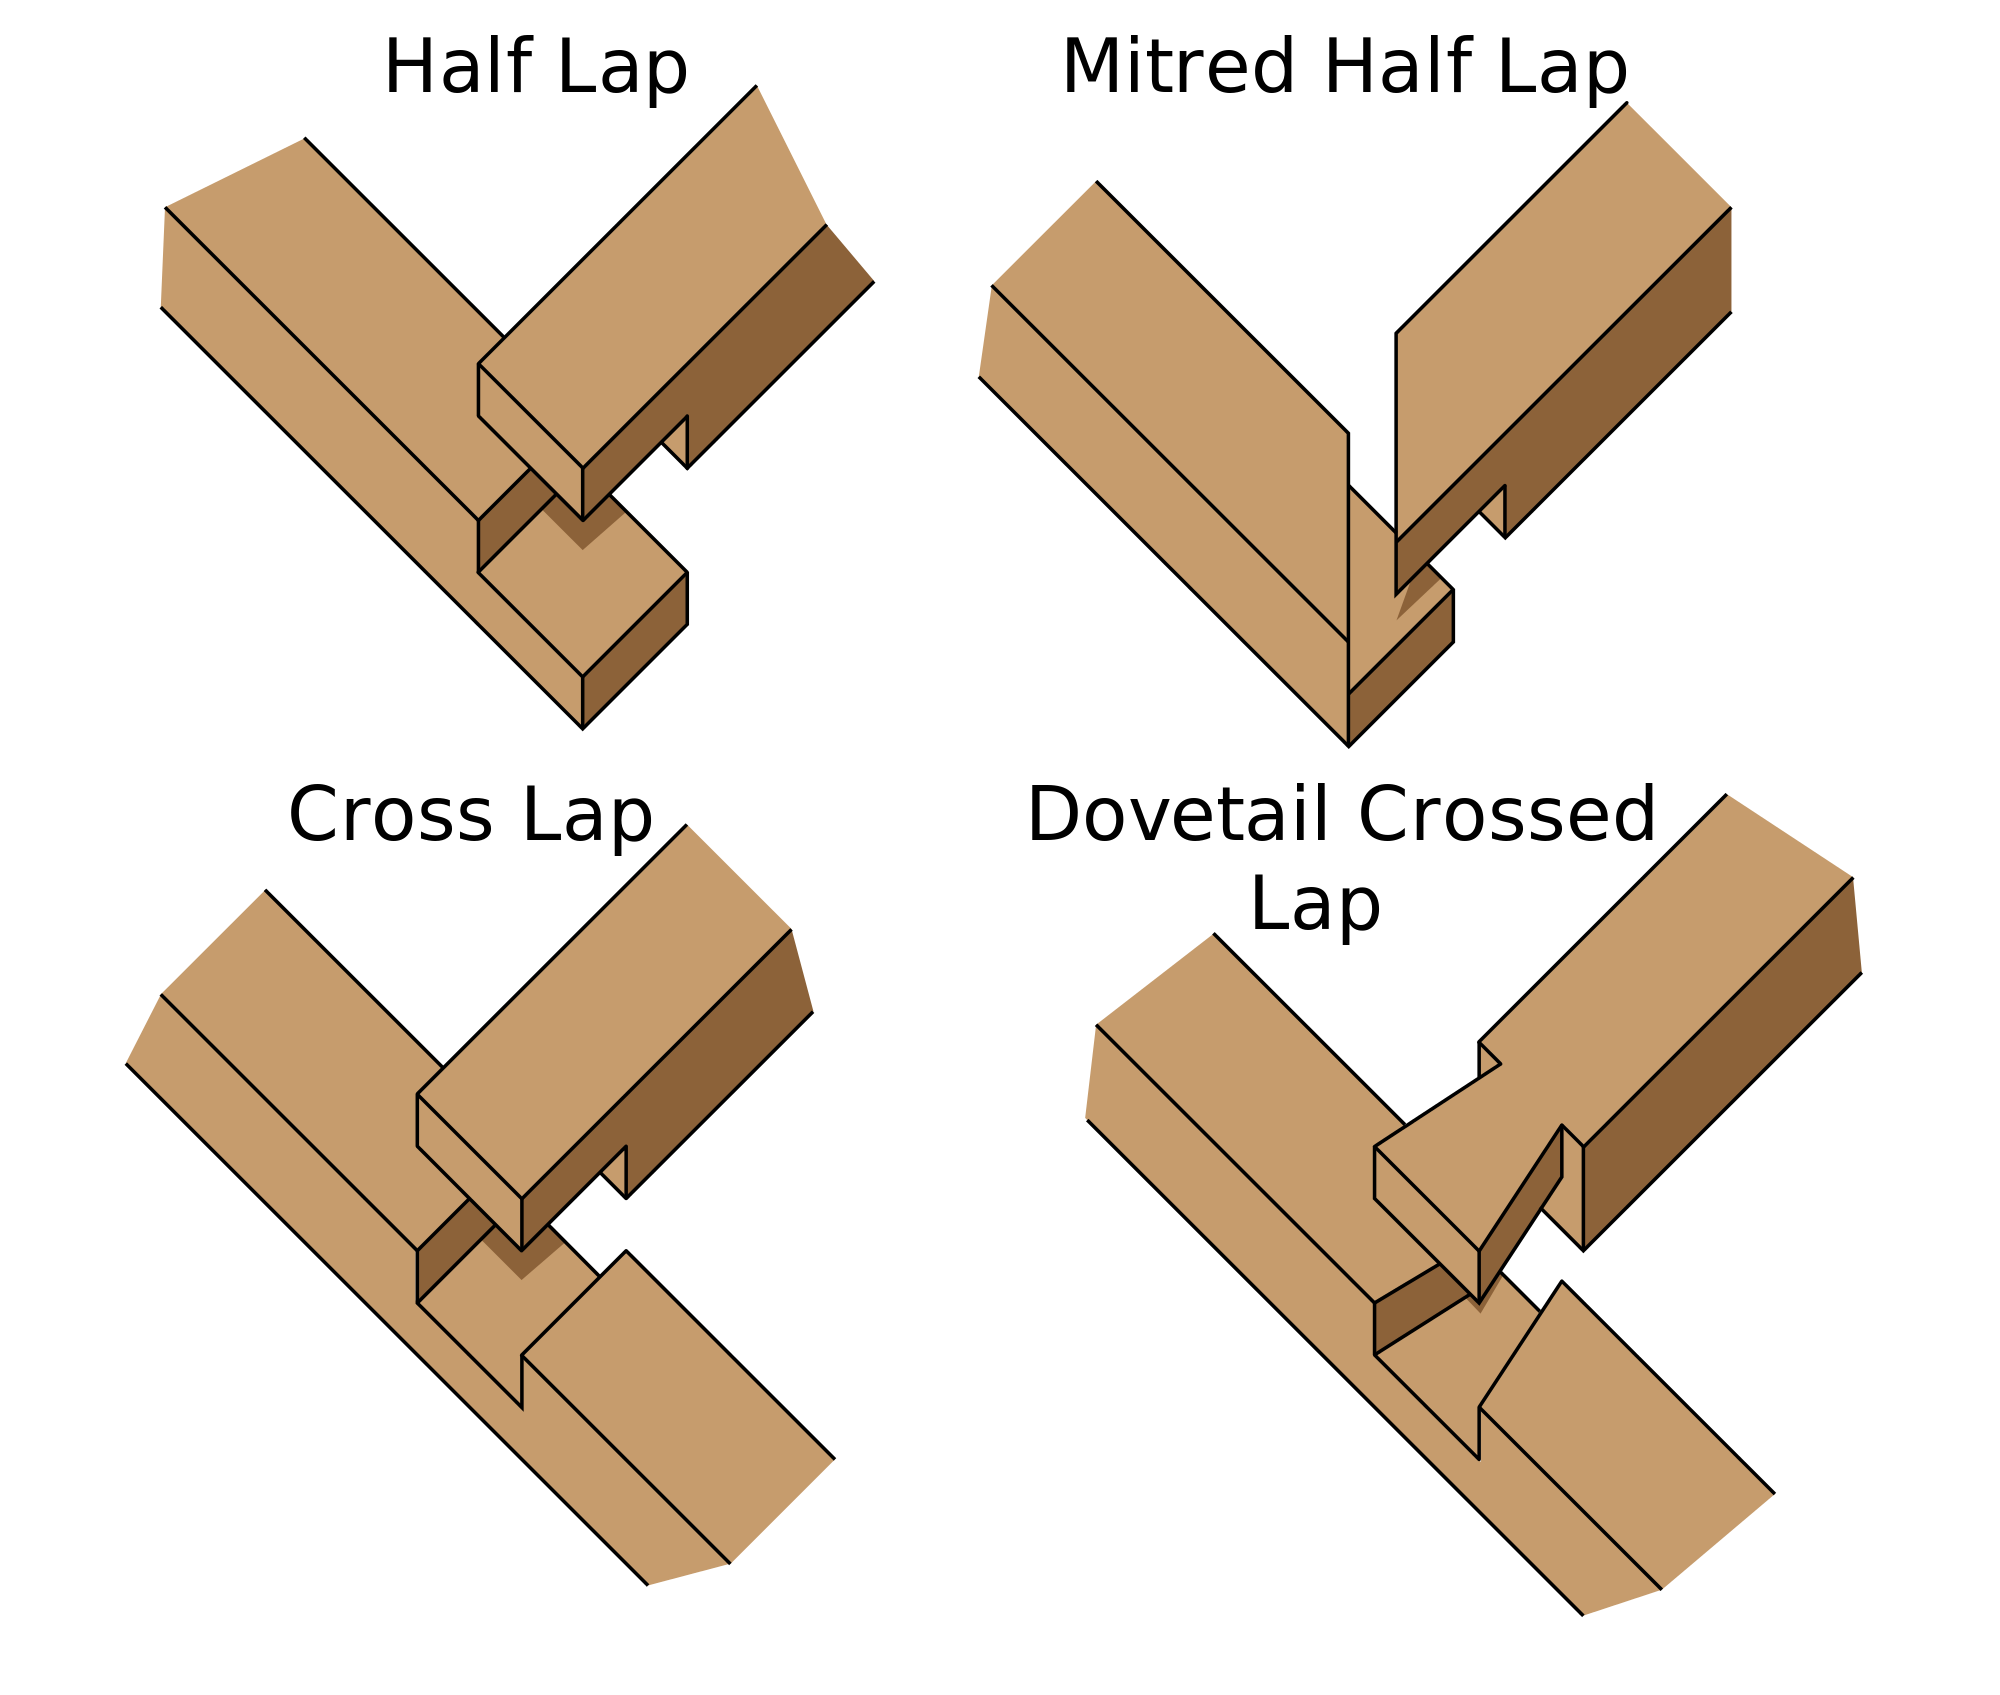 Half Lap
Mitred Half Lap
Cross Lap
Dovetail Crossed
Lap